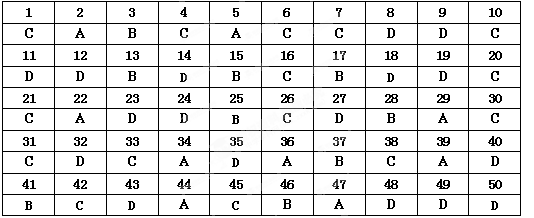 1 2 3 4 5 6 7 8 9 10
C A B C A C C D D C
11 12 13 14 15 16 17 18 19 20
D D B D B C B D D C
21 22 23 24 25 26 27 28 29 30
C A D D B C D B A C
31 32 33 34 35 36 37 38 39 40
C D C A D A B C A D
41 42 43 44 45 46 47 48 49 50
B C D A C B A D D D